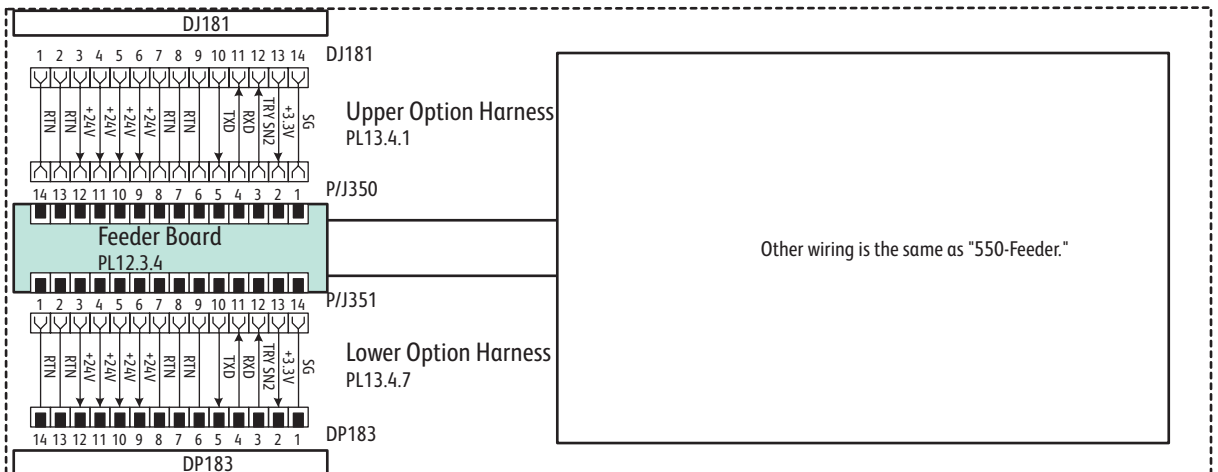 DJ181
1 2 3 4 5 6 7 8 9 10 11 12 13 14 DJ181
RTN RTN +24V +24V +24V +24V RTN RTN TXD RXD TRY SN2 +3.3V SG
Upper Option Harness
PL13.4.1
14 13 12 11 10 9 8 7 6 5 4 3 2 1 P/J350
Feeder Board
PL12.3.4
Other wiring is the same as "550-Feeder."
1 2 3 4 5 6 7 8 9 10 11 12 13 14 P/J351
RTN RTN +24V +24V +24V +24V RTN RTN TXD RXD TRY SN2 +3.3V SG
Lower Option Harness
PL13.4.7
14 13 12 11 10 9 8 7 6 5 4 3 2 1 DP183
DP183